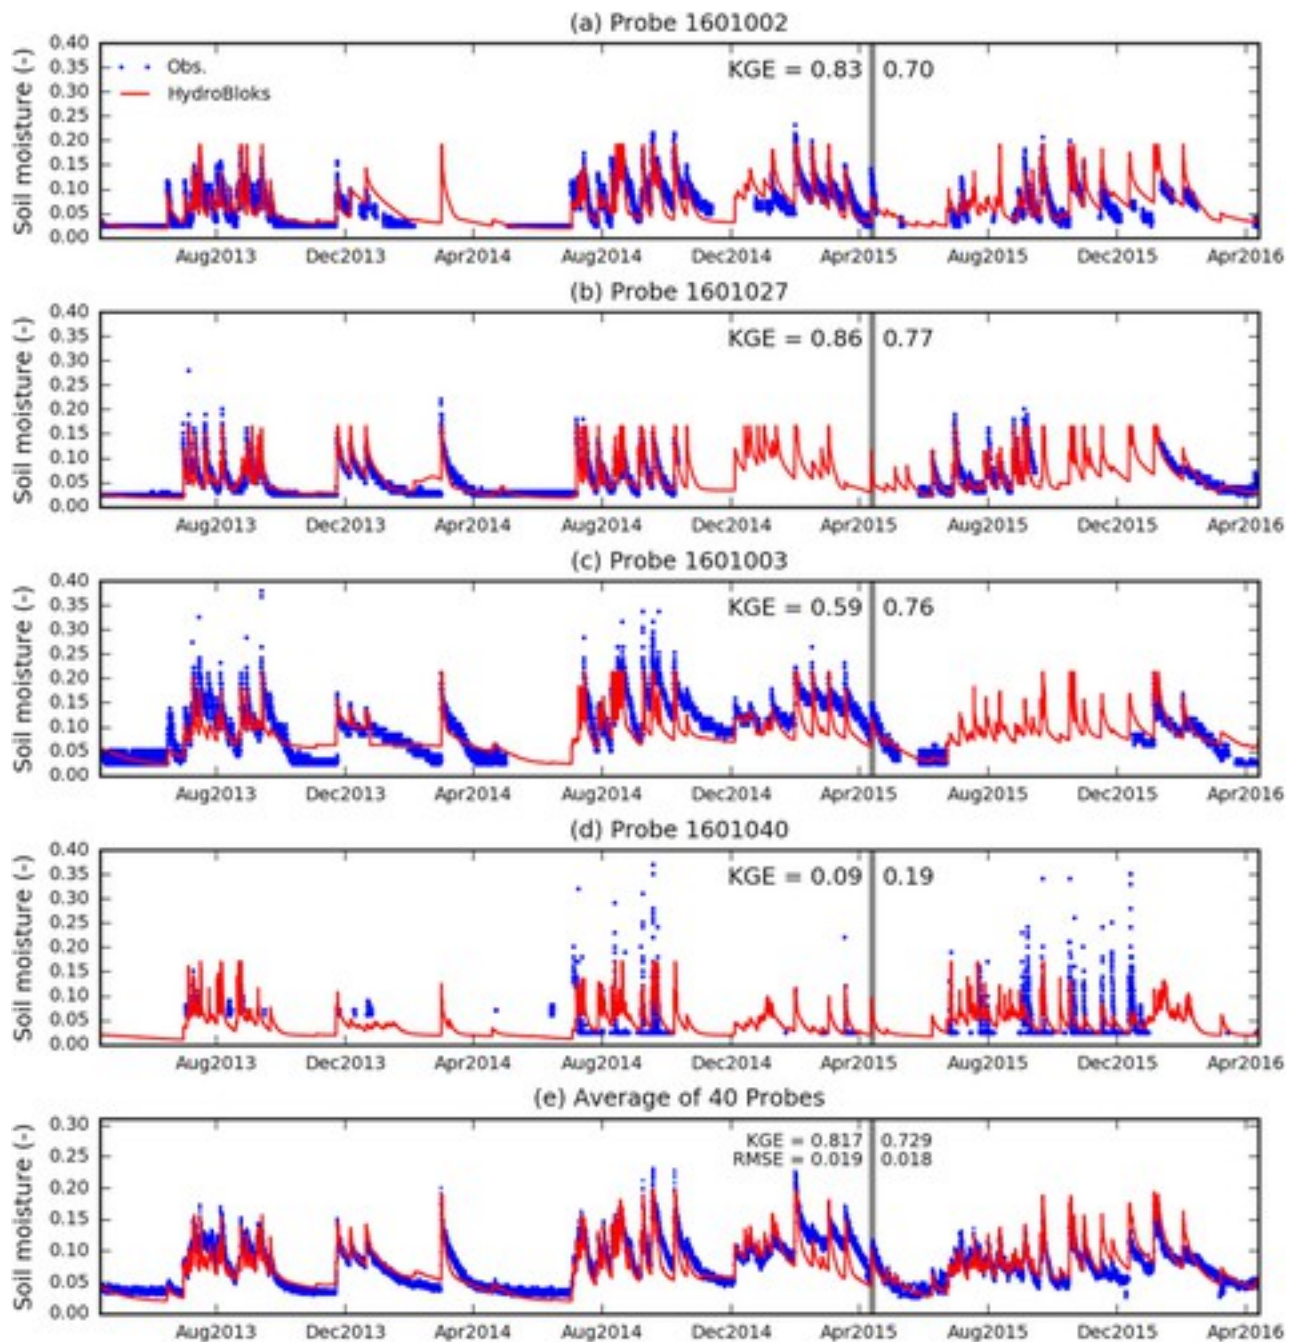 (a) Probe 1601002
Soil moisture (-)
0.40
0.35
0.30
0.25
0.20
0.15
0.10
0.05
0.00
Obs.
HydroBloks
KGE = 0.83 0.70
Aug2013 Dec2013 Apr2014 Aug2014 Dec2014 Apr2015 Aug2015 Dec2015 Apr2016
(b) Probe 1601027
Soil moisture (-)
0.40
0.35
0.30
0.25
0.20
0.15
0.10
0.05
0.00
KGE = 0.86 0.77
Aug2013 Dec2013 Apr2014 Aug2014 Dec2014 Apr2015 Aug2015 Dec2015 Apr2016
(c) Probe 1601003
Soil moisture (-)
0.40
0.35
0.30
0.25
0.20
0.15
0.10
0.05
0.00
KGE = 0.59 0.76
Aug2013 Dec2013 Apr2014 Aug2014 Dec2014 Apr2015 Aug2015 Dec2015 Apr2016
(d) Probe 1601040
Soil moisture (-)
0.40
0.35
0.30
0.25
0.20
0.15
0.10
0.05
0.00
KGE = 0.09 0.19
Aug2013 Dec2013 Apr2014 Aug2014 Dec2014 Apr2015 Aug2015 Dec2015 Apr2016
(e) Average of 40 Probes
Soil moisture (-)
0.30
0.25
0.20
0.15
0.10
0.05
0.00
KGE = 0.817 0.729
RMSE = 0.019 0.018
Aug2013 Dec2013 Apr2014 Aug2014 Dec2014 Apr2015 Aug2015 Dec2015 Apr2016